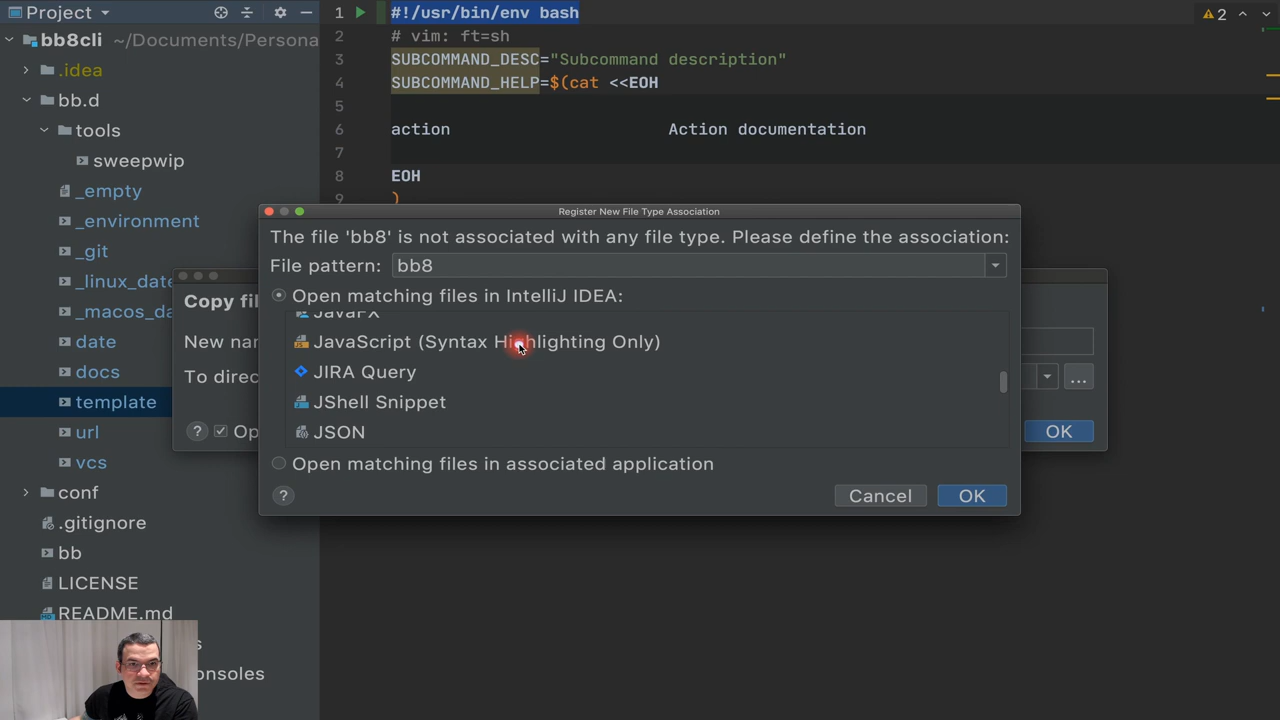 Project
bb8cli ~/Documents/Persona
.idea
bb.d
tools
sweepwip
_empty
_environment
_git
_linux_date
_macos_da
date
docs
template
url
vcs
conf
.gitignore
bb
LICENSE
README.md
s
onsoles
1 #!/usr/bin/env bash
2 # vim: ft=sh
3 SUBCOMMAND_DESC="Subcommand description"
4 SUBCOMMAND_HELP=$(cat <<EOH
5
6 action Action documentation
7
8 EOH
9 )
2
Copy fil
New nar
To direc
?
Op
...
OK
Register New File Type Association
The file 'bb8' is not associated with any file type. Please define the association:
File pattern: bb8
Open matching files in IntelliJ IDEA:
JavaFX
JavaScript (Syntax Highlighting Only)
JIRA Query
JShell Snippet
JSON
Open matching files in associated application
?
Cancel
OK